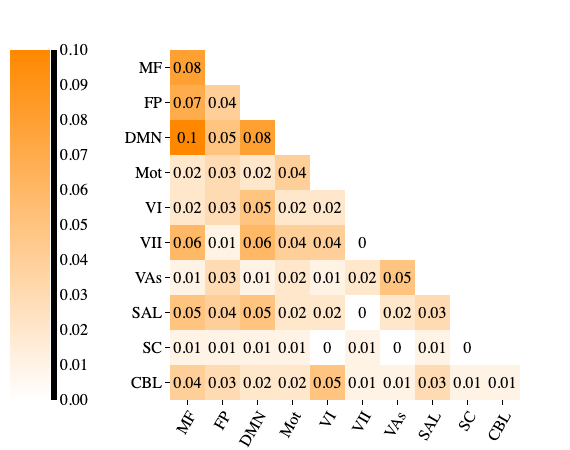 0.10
0.09
0.08
0.07
0.06
0.05
0.04
0.03
0.02
0.01
0.00
MF 0.08
FP 0.07 0.04
DMN 0.1 0.05 0.08
Mot 0.02 0.03 0.02 0.04
VI 0.02 0.03 0.05 0.02 0.02
VII 0.06 0.01 0.06 0.04 0.04 0
VAs 0.01 0.03 0.01 0.02 0.01 0.02 0.05
SAL 0.05 0.04 0.05 0.02 0.02 0 0.02 0.03
SC 0.01 0.01 0.01 0.01 0 0.01 0 0.01 0
CBL 0.04 0.03 0.02 0.02 0.05 0.01 0.01 0.03 0.01 0.01
MF FP DMN Mot VI VII VAs SAL SC CBL